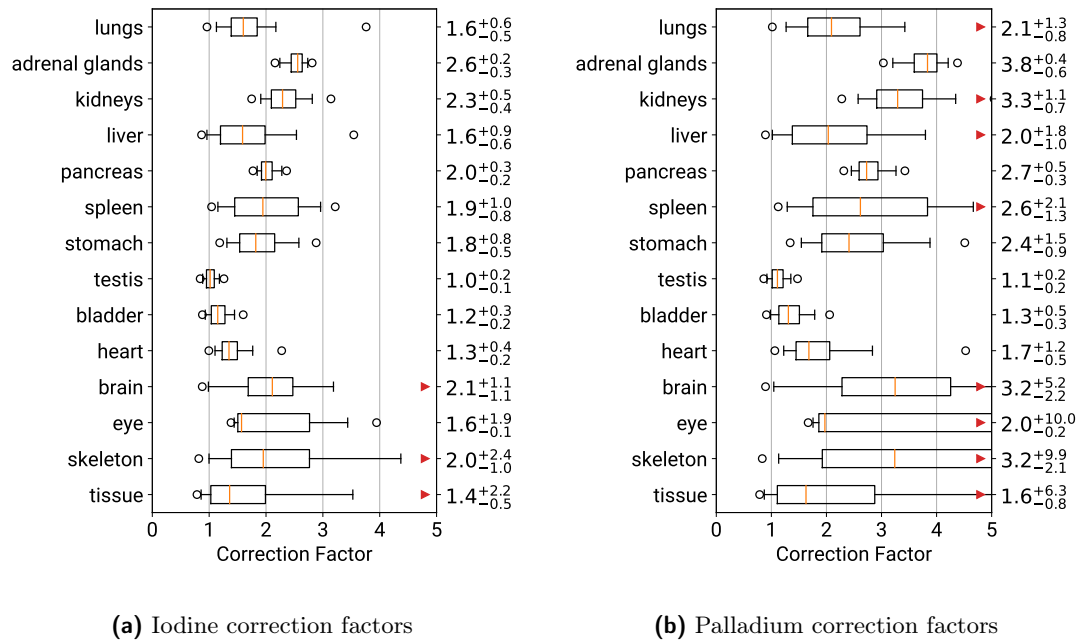 lungs 1.6 +0.6 −0.5
adrenal glands 2.6 +0.2 −0.3
kidneys 2.3 +0.5 −0.4
liver 1.6 +0.9 −0.6
pancreas 2.0 +0.3 −0.2
spleen 1.9 +1.0 −0.8
stomach 1.8 +0.8 −0.5
testis 1.0 +0.2 −0.1
bladder 1.2 +0.3 −0.2
heart 1.3 +0.4 −0.2
brain 2.1 +1.1 −1.1
eye 1.6 +1.9 −0.1
skeleton 2.0 +2.4 −1.0
tissue 1.4 +2.2 −0.5
0 1 2 3 4 5
Correction Factor
(a) Iodine correction factors
lungs 2.1 +1.3 −0.8
adrenal glands 3.8 +0.4 −0.6
kidneys 3.3 +1.1 −0.7
liver 2.0 +1.8 −1.0
pancreas 2.7 +0.5 −0.3
spleen 2.6 +2.1 −1.3
stomach 2.4 +1.5 −0.9
testis 1.1 +0.2 −0.2
bladder 1.3 +0.5 −0.3
heart 1.7 +1.2 −0.5
brain 3.2 +5.2 −2.2
eye 2.0 +10.0 −0.2
skeleton 3.2 +9.9 −2.1
tissue 1.6 +6.3 −0.8
0 1 2 3 4 5
Correction Factor
(b) Palladium correction factors